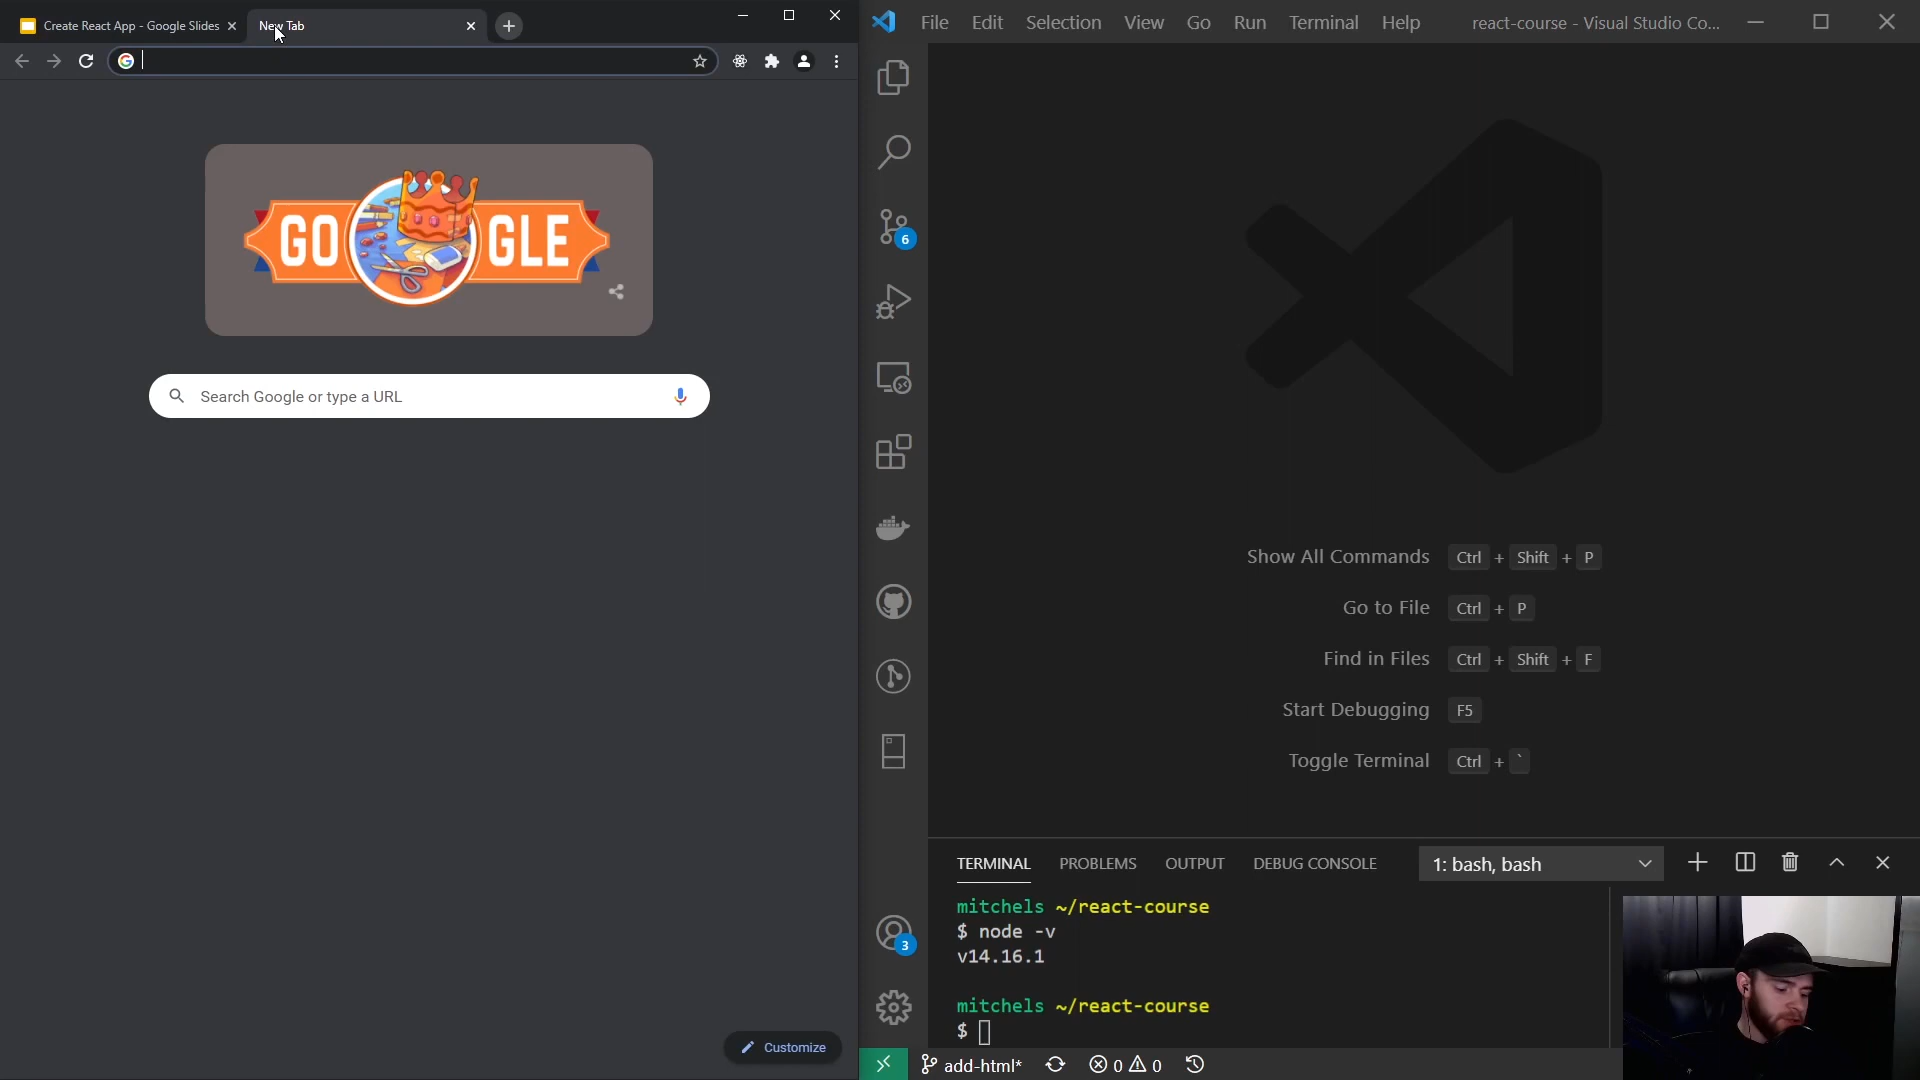 Create React App - Google Slides
New Tab
GO GLE
Search Google or type a URL
Customize
File Edit Selection View Go Run Terminal Help
react-course - Visual Studio Co...
6
3
Show All Commands Ctrl + Shift + P
Go to File Ctrl + P
Find in Files Ctrl + Shift + F
Start Debugging F5
Toggle Terminal Ctrl + `
TERMINAL PROBLEMS OUTPUT DEBUG CONSOLE 1: bash, bash
mitchels ~/react-course
$ node -v
v14.16.1
mitchels ~/react-course
$
add-html* 0 0